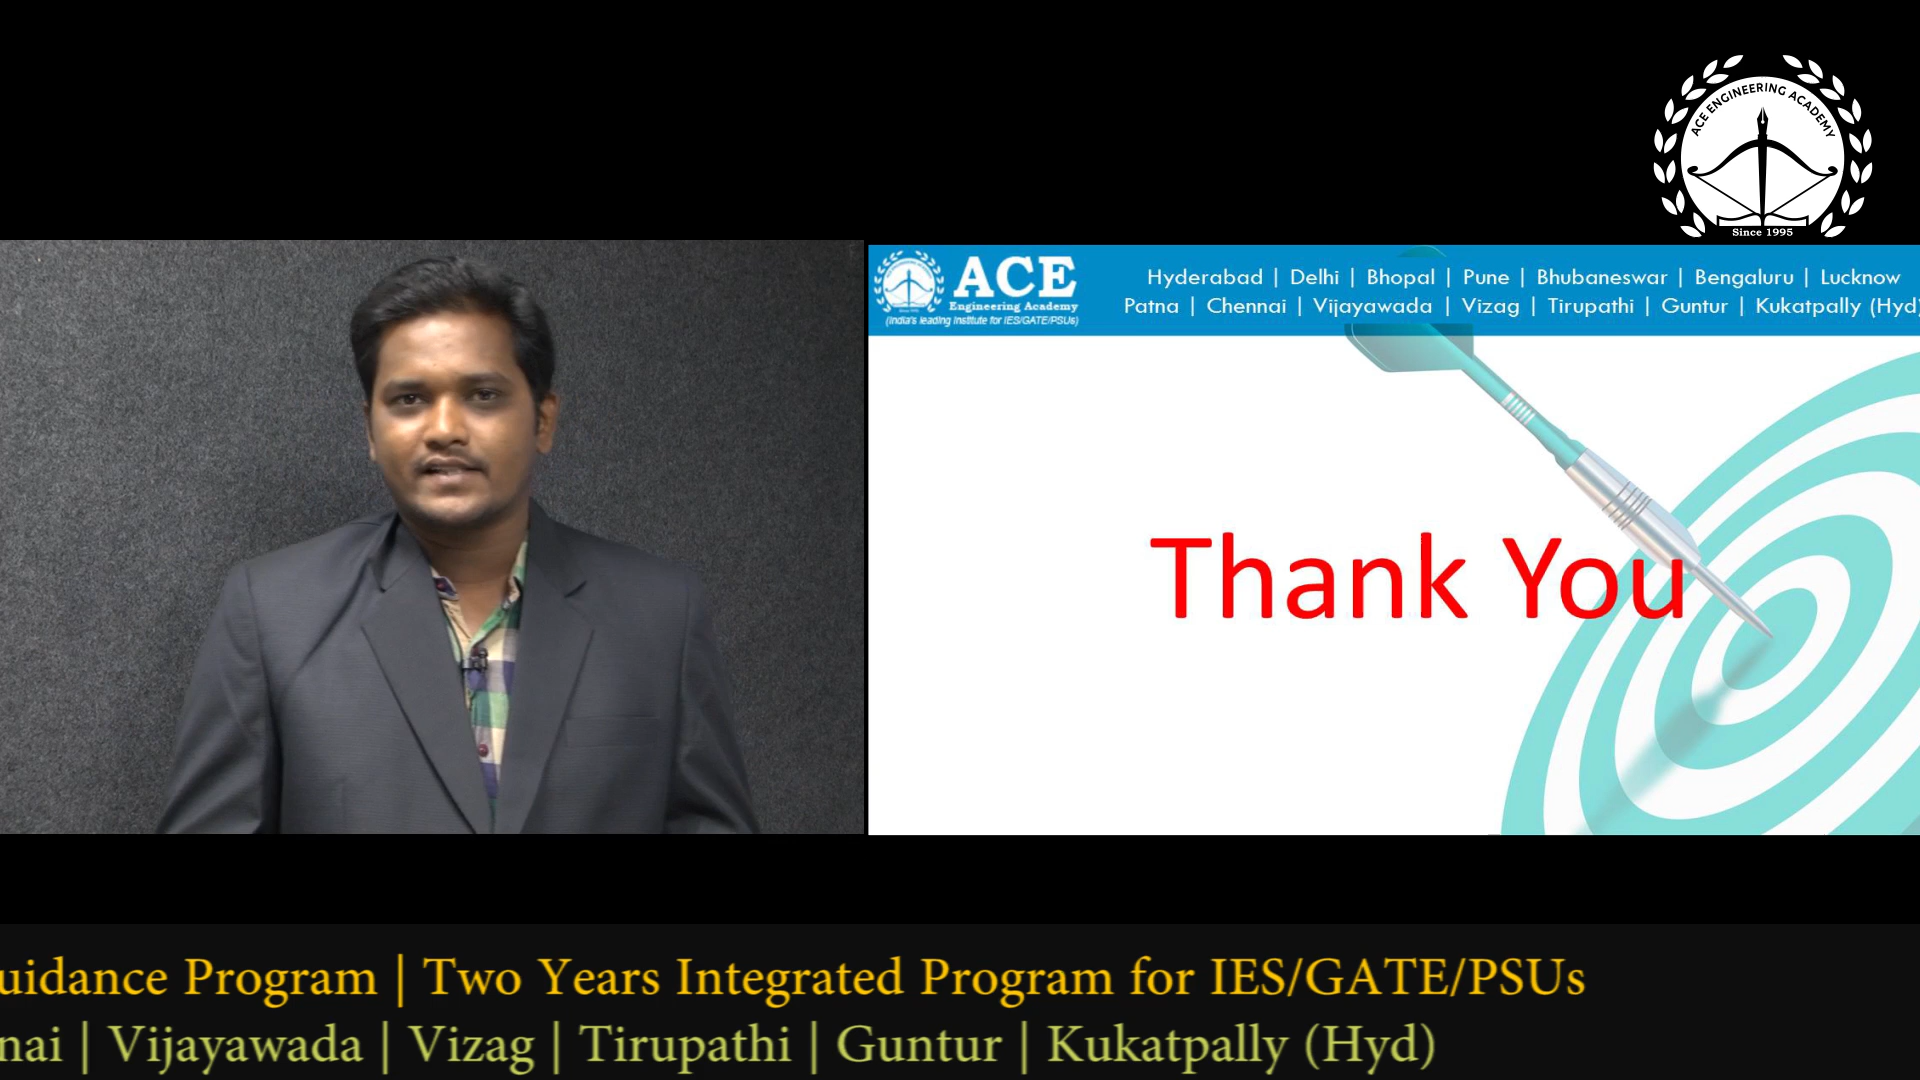 ACE ENGINEERING ACADEMY
Since 1995
ACE
Engineering Academy
(India's leading Institute for IES/GATE/PSUs)
Hyderabad | Delhi | Bhopal | Pune | Bhubaneswar | Bengaluru | Lucknow
Patna | Chennai | Vijayawada | Vizag | Tirupathi | Guntur | Kukatpally (Hyd)
Thank You
uidance Program | Two Years Integrated Program for IES/GATE/PSUs
nai | Vijayawada | Vizag | Tirupathi | Guntur | Kukatpally (Hyd)